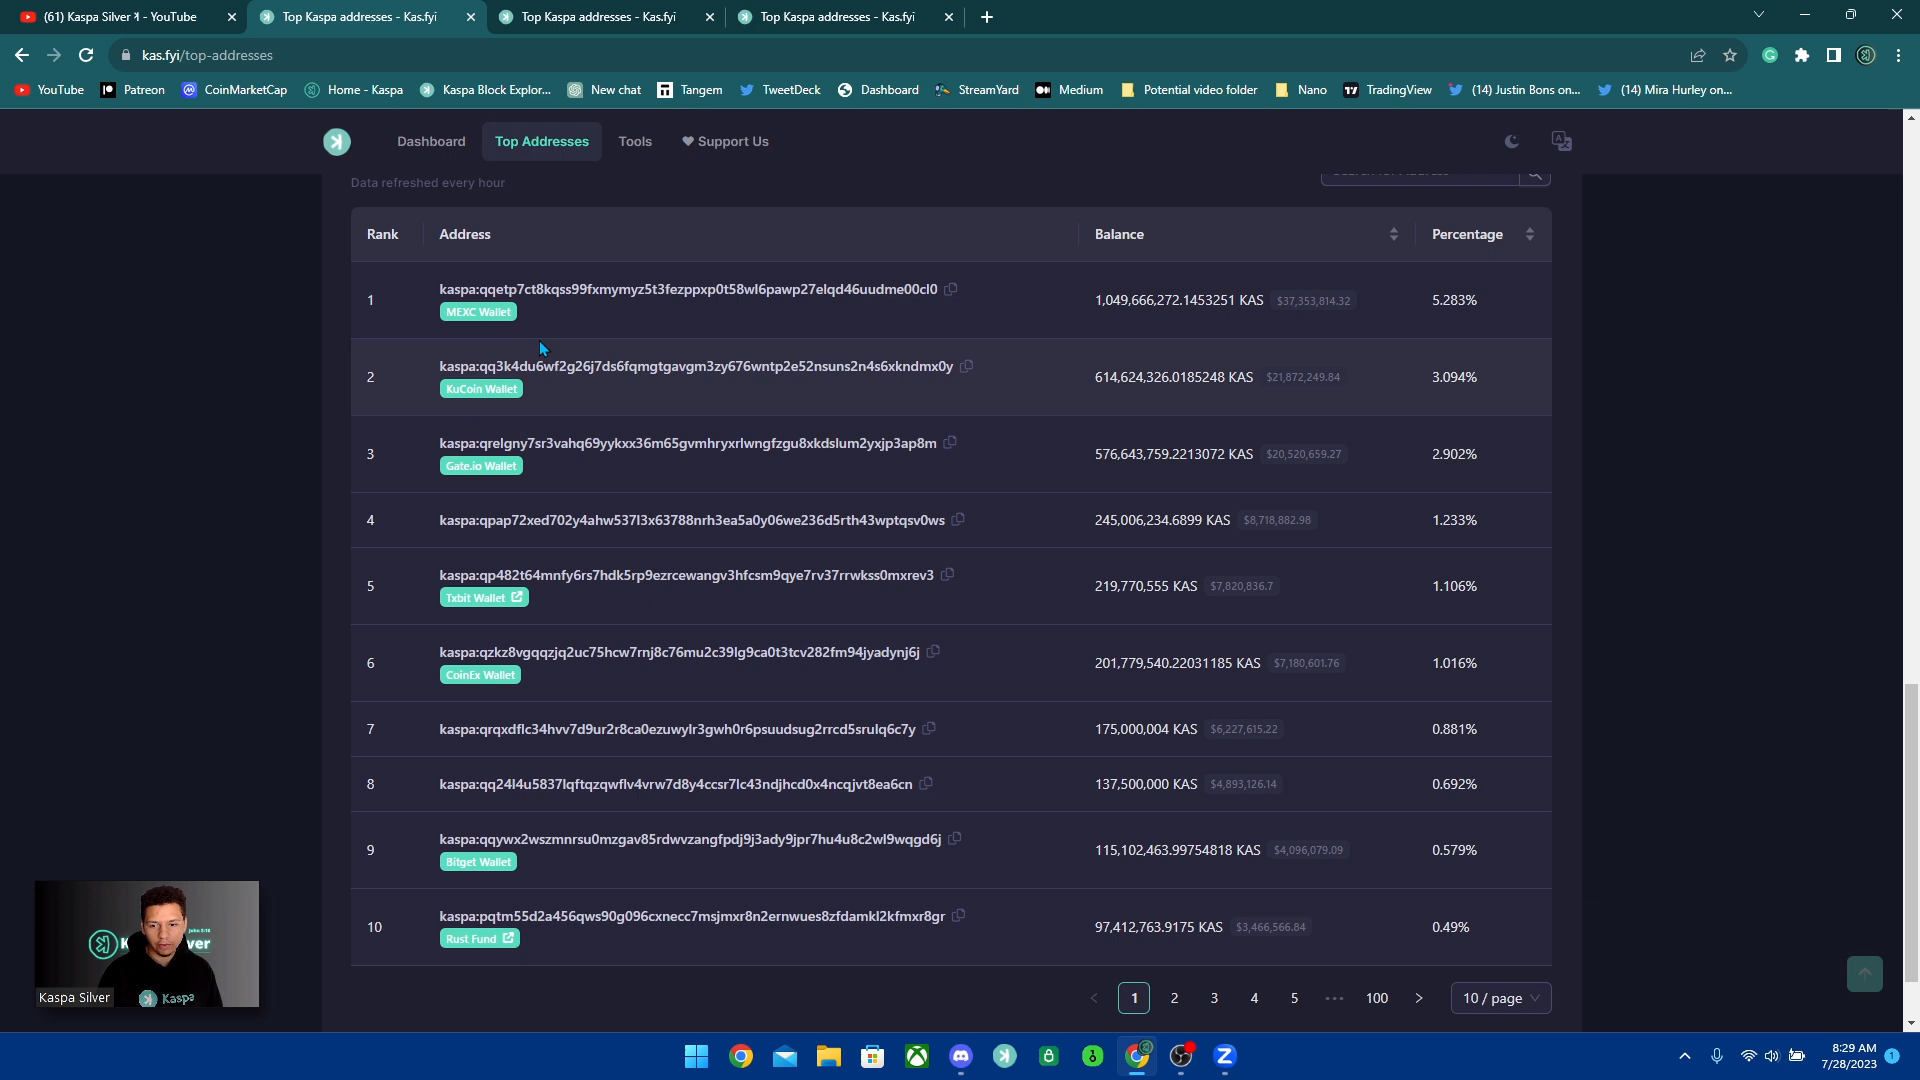 (61) Kaspa Silver - YouTube
Top Kaspa addresses - Kas.fyi
Top Kaspa addresses - Kas.fyi
Top Kaspa addresses - Kas.fyi
kas.fyi/top-addresses
YouTube Patreon CoinMarketCap Home - Kaspa Kaspa Block Explor... New chat Tangem TweetDeck Dashboard StreamYard Medium Potential video folder Nano TradingView (14) Justin Bons on... (14) Mira Hurley on...
Dashboard Top Addresses Tools Support Us
Data refreshed every hour
Rank Address Balance Percentage
1 kaspa:qqetp7ct8kqss99fxmymyz5t3fezppxp0t58wl6pawp27elqd46uudme00cl0 1,049,666,272.1453251 KAS $37,353,814.32 5.283%
MEXC Wallet
2 kaspa:qq3k4du6wf2g26j7ds6fqmgtgavgm3zy676wntp2e52nsuns2n4s6xkndmx0y 614,624,326.0185248 KAS $21,872,249.84 3.094%
KuCoin Wallet
3 kaspa:qrelgny7sr3vahq69yykxx36m65gvmhryxrlwngfzgu8xkdslum2yxjp3ap8m 576,643,759.2213072 KAS $20,520,659.27 2.902%
Gate.io Wallet
4 kaspa:qpap72xed702y4ahw537l3x63788nrh3ea5a0y06we236d5rth43wptqsv0ws 245,006,234.6899 KAS $8,718,882.98 1.233%
5 kaspa:qp482t64mnfy6rs7hdk5rp9ezrcewangv3hfcsm9qye7rv37rrwkss0mxrev3 219,770,555 KAS $7,820,836.7 1.106%
Txbit Wallet
6 kaspa:qzkz8vgqqzjq2uc75hcw7rnj8c76mu2c39lg9ca0t3tcv282fm94jyadynj6j 201,779,540.22031185 KAS $7,180,601.76 1.016%
CoinEx Wallet
7 kaspa:qrqxdflc34hvv7d9ur2r8ca0ezuwylr3gwh0r6psuudsug2rrcd5srulq6c7y 175,000,004 KAS $6,227,615.22 0.881%
8 kaspa:qq24l4u5837lqftqzqwflv4vrw7d8y4ccsr7lc43ndjhcd0x4ncqjvt8ea6cn 137,500,000 KAS $4,893,126.14 0.692%
9 kaspa:qqywx2wszmnrsu0mzgav85rdwvzangfpdj9j3ady9jpr7hu4u8c2wl9wqgd6j 115,102,463.99754818 KAS $4,096,079.09 0.579%
Bitget Wallet
10 kaspa:pqtm55d2a456qws90g096cxnecc7msjmxr8n2ernwues8zfdamkl2kfmxr8gr 97,412,763.9175 KAS $3,466,566.84 0.49%
Rust Fund
1 2 3 4 5 ••• 100 10 / page
Kaspa
Kaspa Silver
8:29 AM
7/28/2023
1